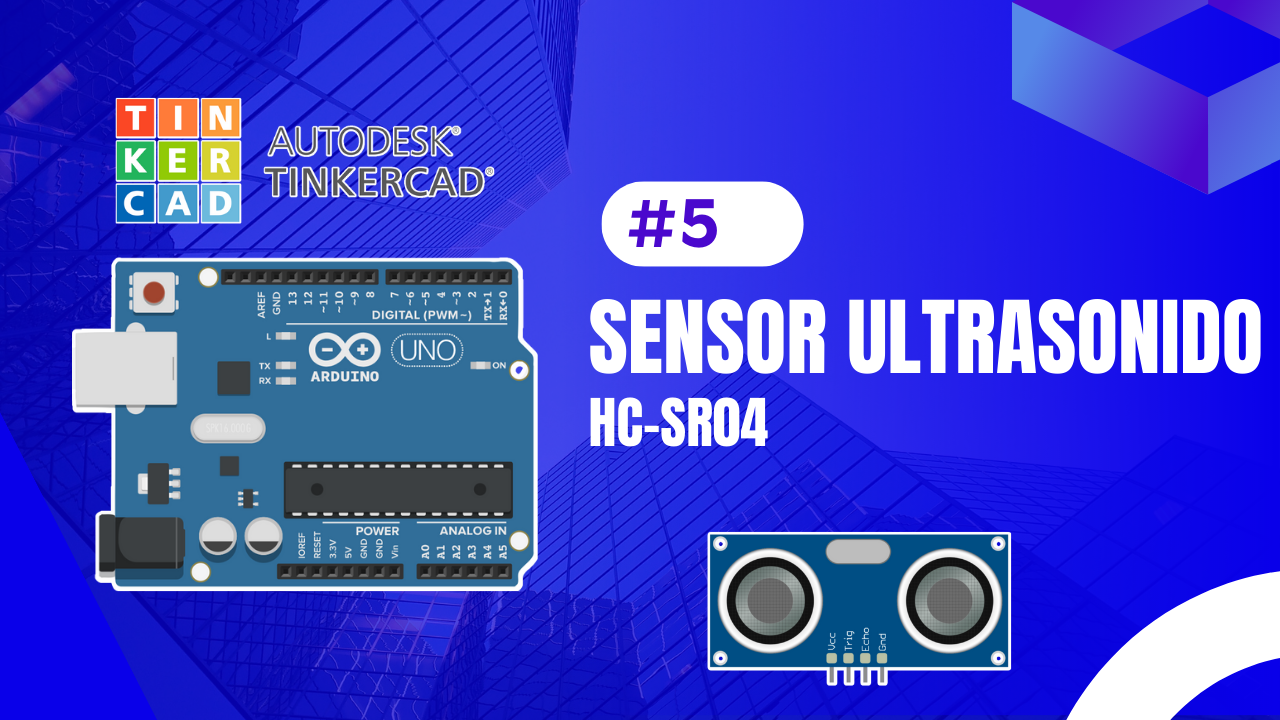 TIN
KER
CAD
AUTODESK®
TINKERCAD®
#5
SENSOR ULTRASONIDO
HC-SR04
AREF
GND
13
12
~11
~10
~9
8
7
~6
~5
4
~3
2
TX→1
RX←0
DIGITAL (PWM~)
L
TX
RX
ARDUINO
UNO
ON
POWER
ANALOG IN
IOREF
RESET
3.3V
5V
GND
GND
Vin
A0
A1
A2
A3
A4
A5
Vcc
Trig
Echo
Gnd